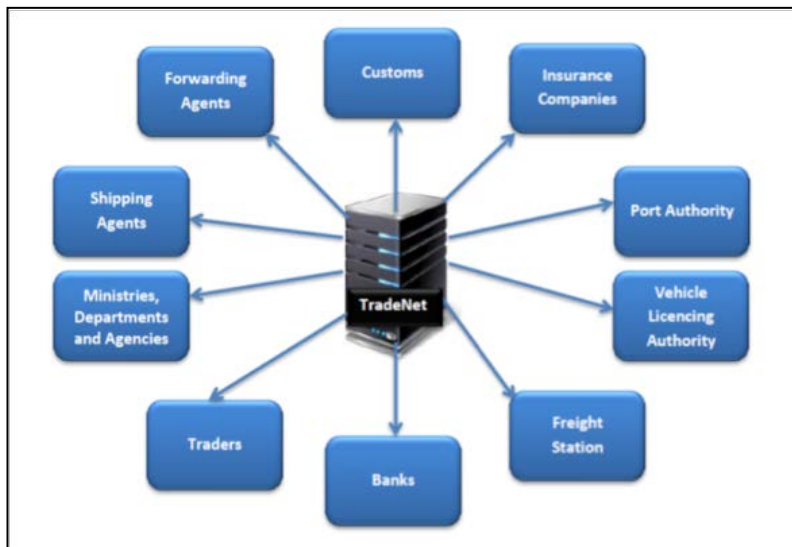 Customs
Forwarding
Agents
Insurance
Companies
Shipping
Agents
Port Authority
Ministries,
Departments
and Agencies
TradeNet
Vehicle
Licencing
Authority
Traders
Banks
Freight
Station